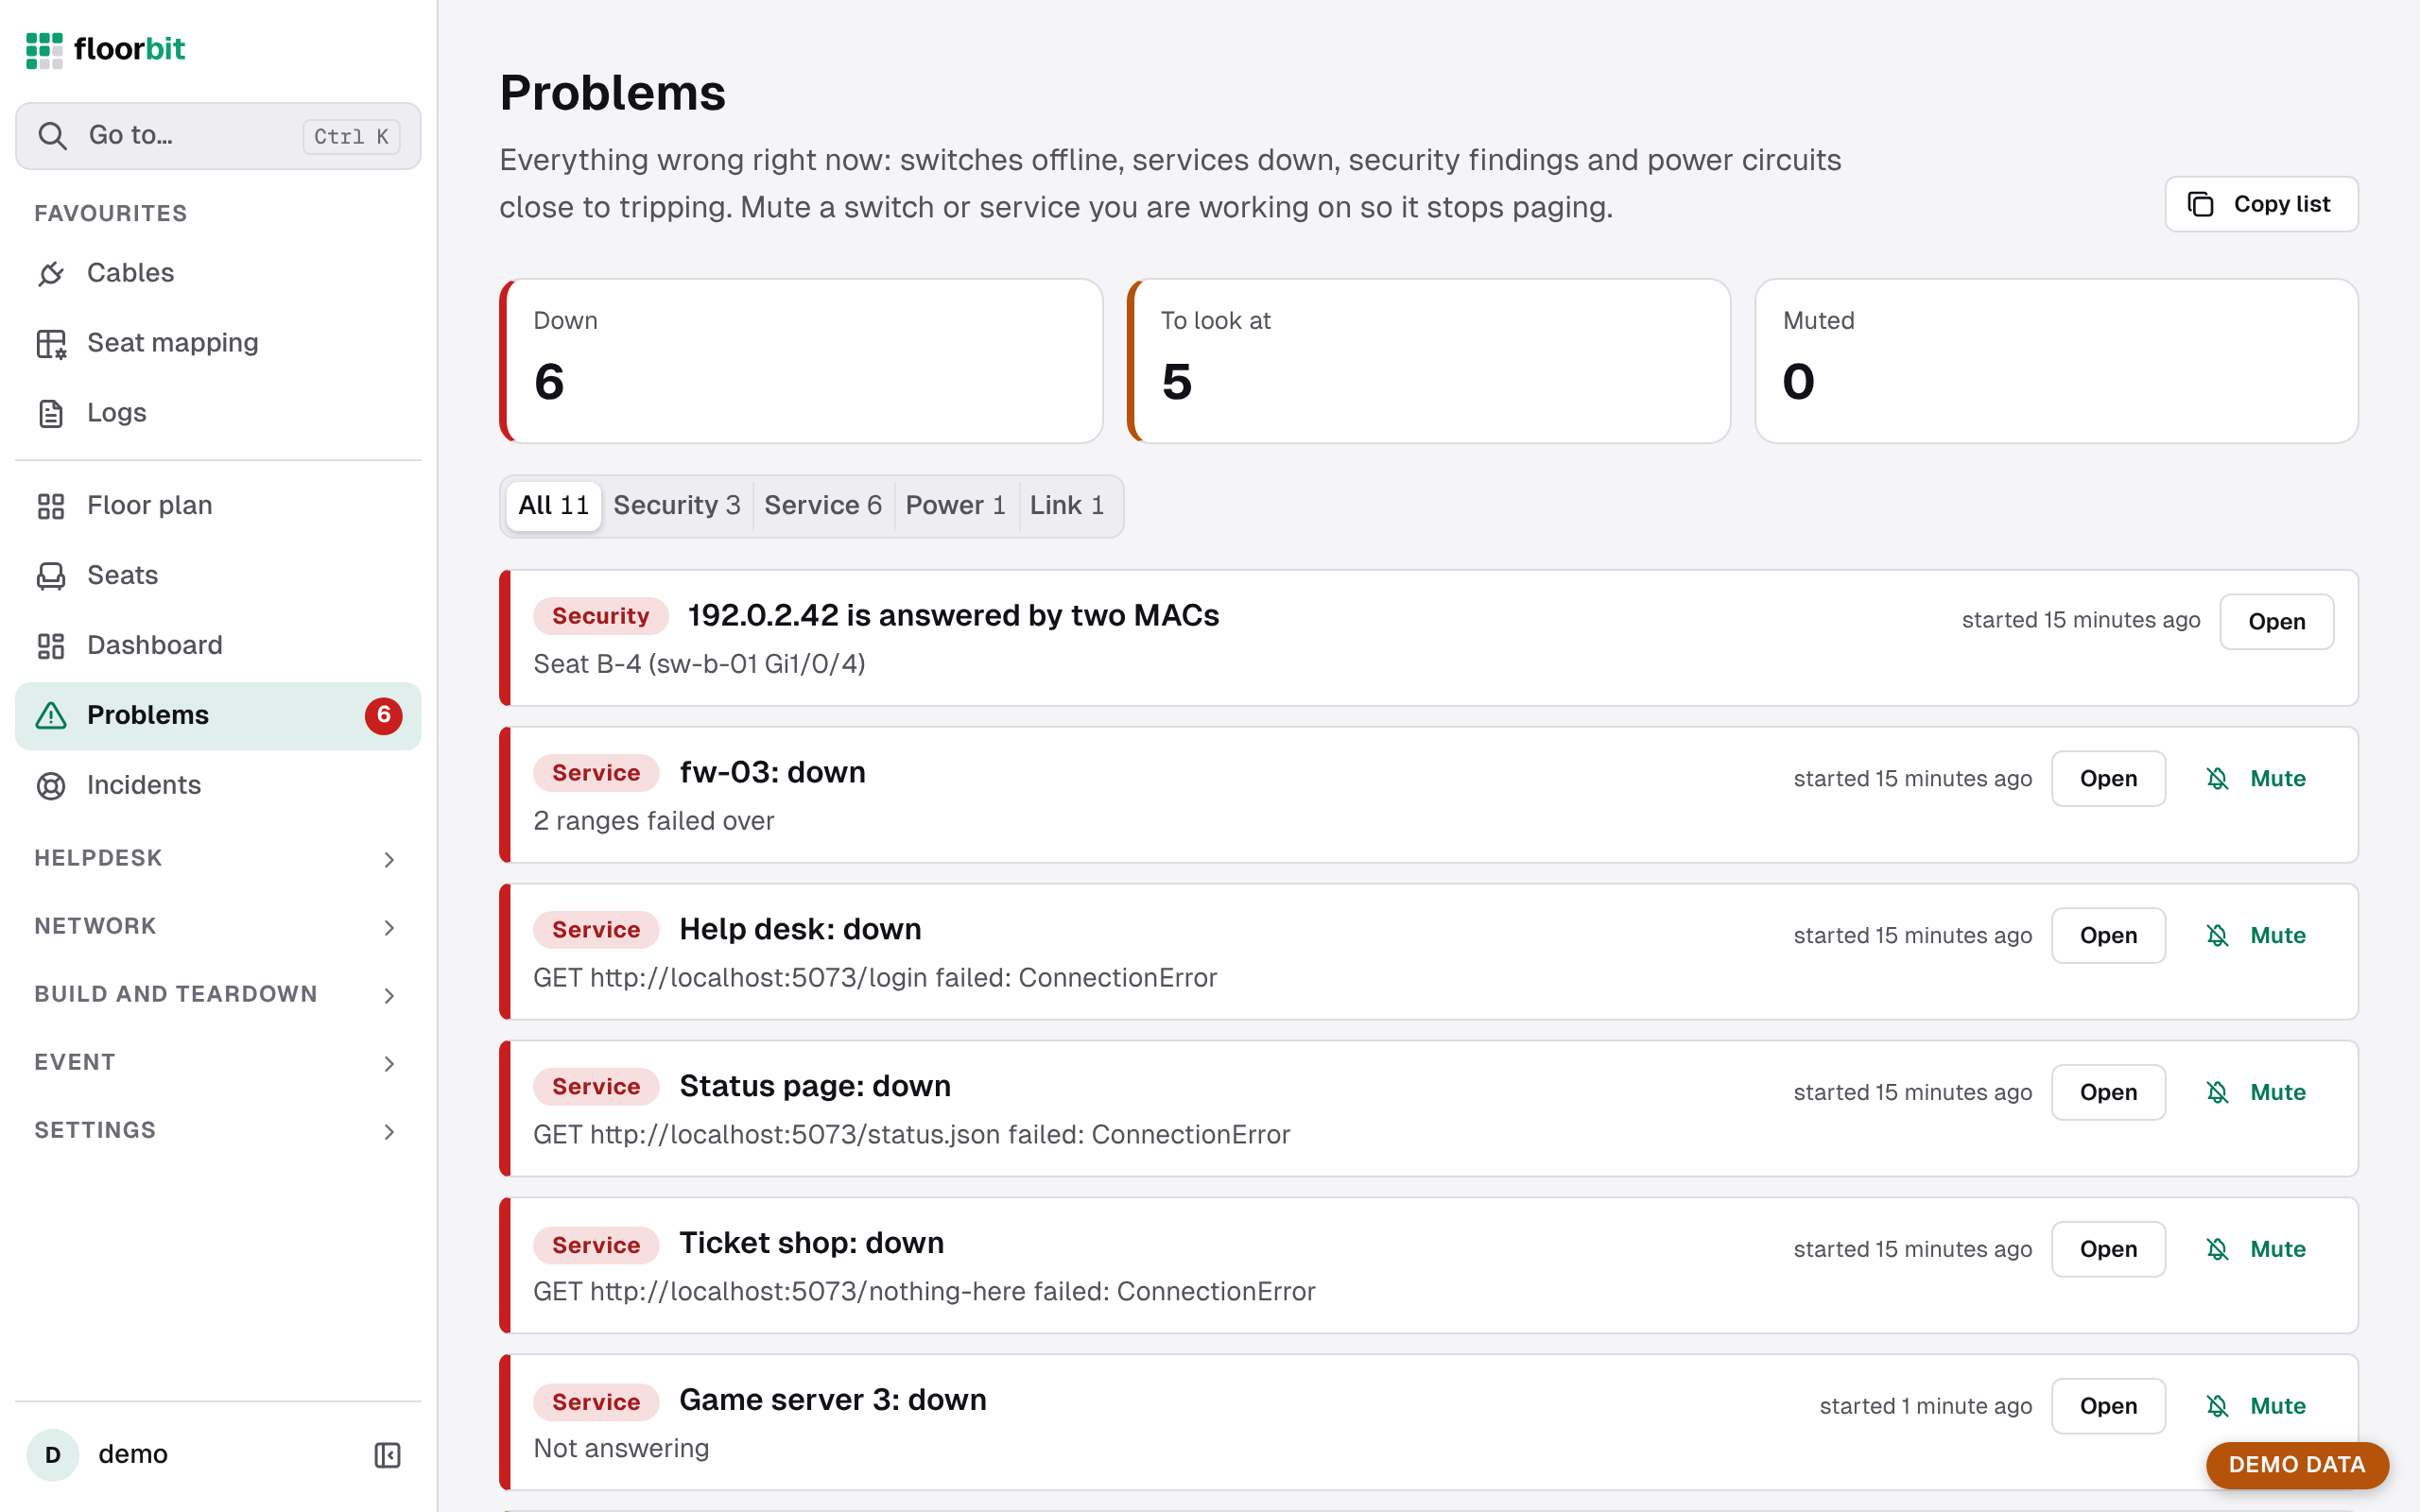 floorbit
Go to...
Ctrl K
FAVOURITES
Cables
Seat mapping
Logs
Floor plan
Seats
Dashboard
Problems 6
Incidents
HELPDESK
NETWORK
BUILD AND TEARDOWN
EVENT
SETTINGS
D demo
Problems
Everything wrong right now: switches offline, services down, security findings and power circuits
close to tripping. Mute a switch or service you are working on so it stops paging.
Copy list
Down
6
To look at
5
Muted
0
All 11 Security 3 Service 6 Power 1 Link 1
Security 192.0.2.42 is answered by two MACs started 15 minutes ago Open
Seat B-4 (sw-b-01 Gi1/0/4)
Service fw-03: down started 15 minutes ago Open Mute
2 ranges failed over
Service Help desk: down started 15 minutes ago Open Mute
GET http://localhost:5073/login failed: ConnectionError
Service Status page: down started 15 minutes ago Open Mute
GET http://localhost:5073/status.json failed: ConnectionError
Service Ticket shop: down started 15 minutes ago Open Mute
GET http://localhost:5073/nothing-here failed: ConnectionError
Service Game server 3: down started 1 minute ago Open Mute
Not answering
DEMO DATA